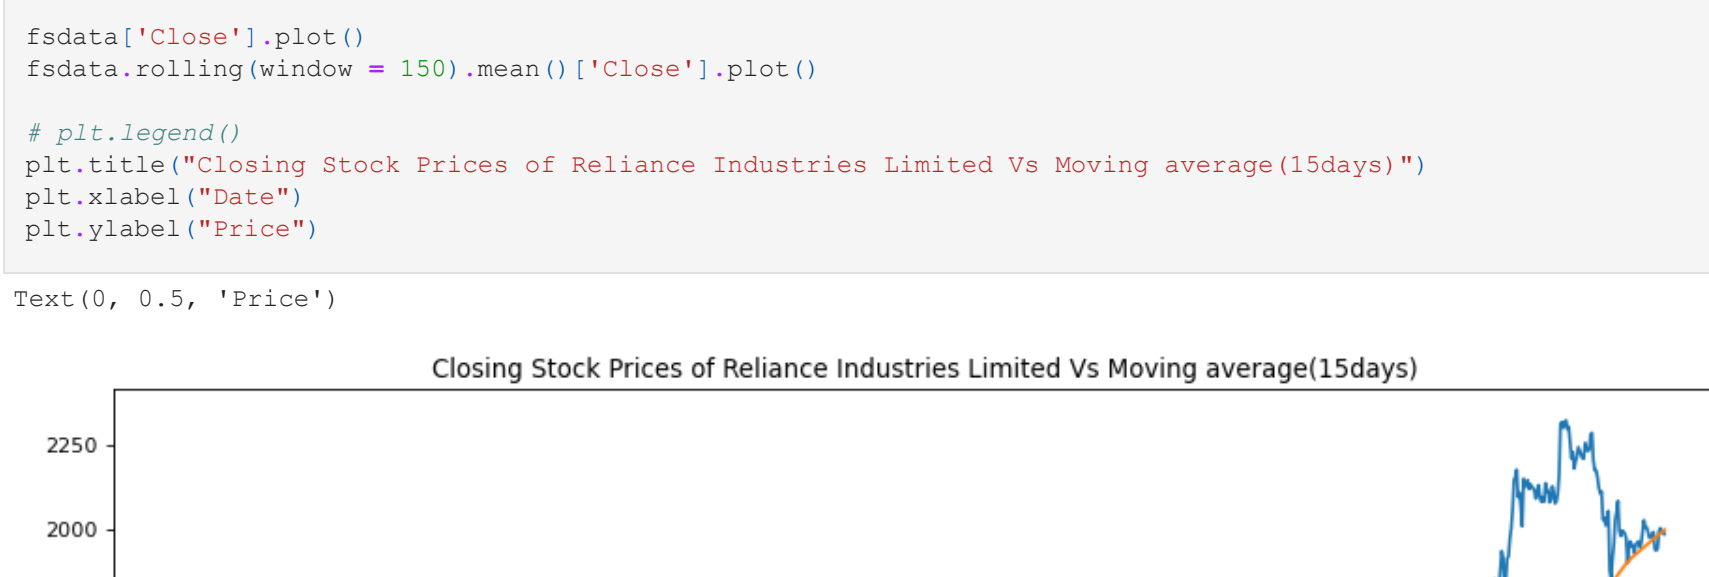 fsdata['Close'].plot()
fsdata.rolling(window = 150).mean()['Close'].plot()
# plt.legend()
plt.title("Closing Stock Prices of Reliance Industries Limited Vs Moving average(15days)")
plt.xlabel("Date")
plt.ylabel("Price")
Text(0, 0.5, 'Price')
Closing Stock Prices of Reliance Industries Limited Vs Moving average(15days)
2250
2000